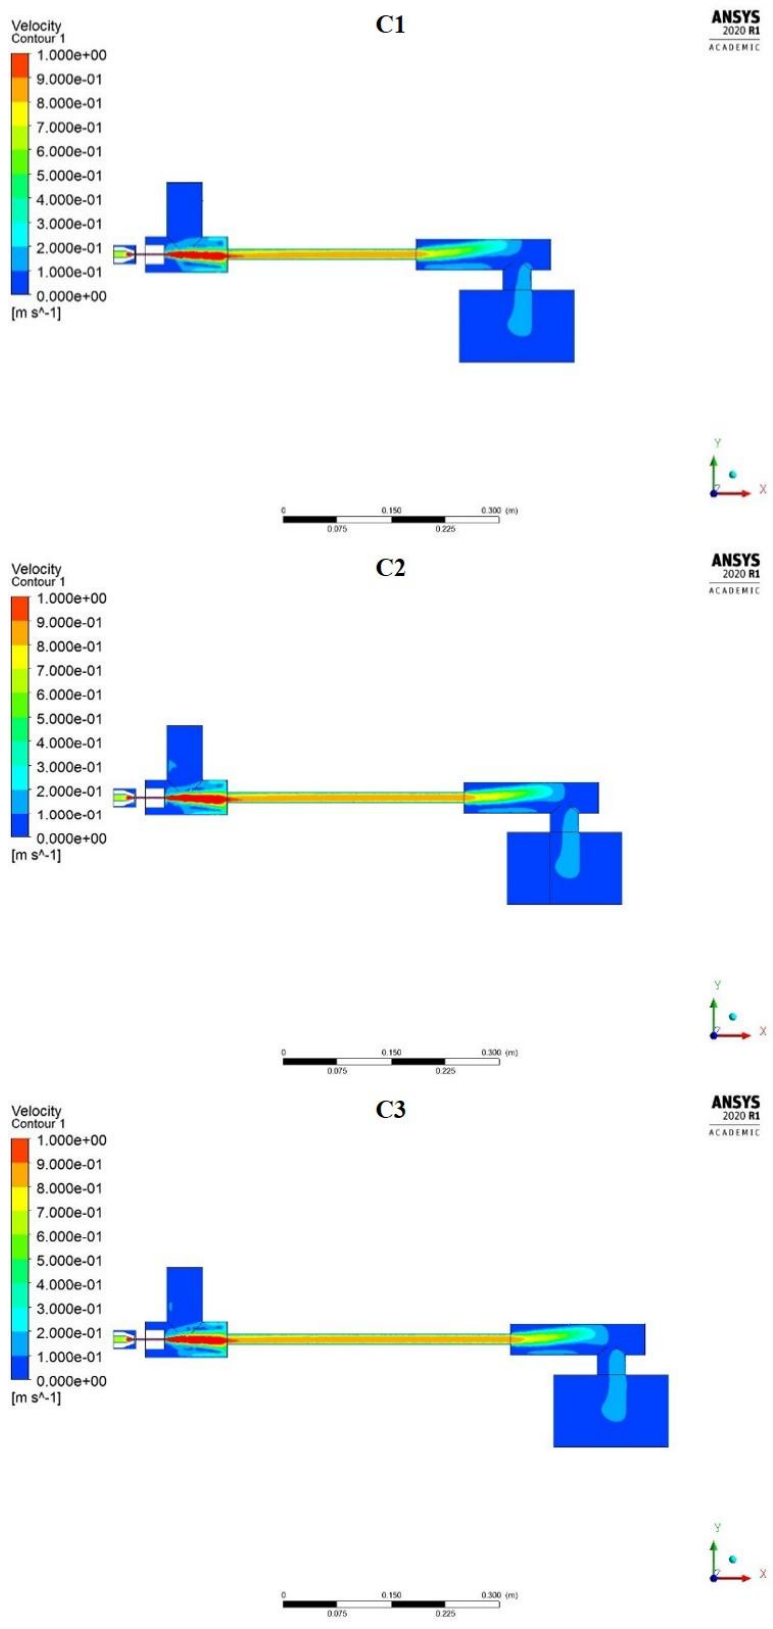 C1
Velocity
Contour 1
1.000e+00
9.000e-01
8.000e-01
7.000e-01
6.000e-01
5.000e-01
4.000e-01
3.000e-01
2.000e-01
1.000e-01
0.000e+00
[m s^-1]
ANSYS
2020 R1
ACADEMIC
Y
Z X
0 0.150 0.300 (m)
0.075 0.225
C2
Velocity
Contour 1
1.000e+00
9.000e-01
8.000e-01
7.000e-01
6.000e-01
5.000e-01
4.000e-01
3.000e-01
2.000e-01
1.000e-01
0.000e+00
[m s^-1]
ANSYS
2020 R1
ACADEMIC
Y
Z X
0 0.150 0.300 (m)
0.075 0.225
C3
Velocity
Contour 1
1.000e+00
9.000e-01
8.000e-01
7.000e-01
6.000e-01
5.000e-01
4.000e-01
3.000e-01
2.000e-01
1.000e-01
0.000e+00
[m s^-1]
ANSYS
2020 R1
ACADEMIC
Y
Z X
0 0.150 0.300 (m)
0.075 0.225